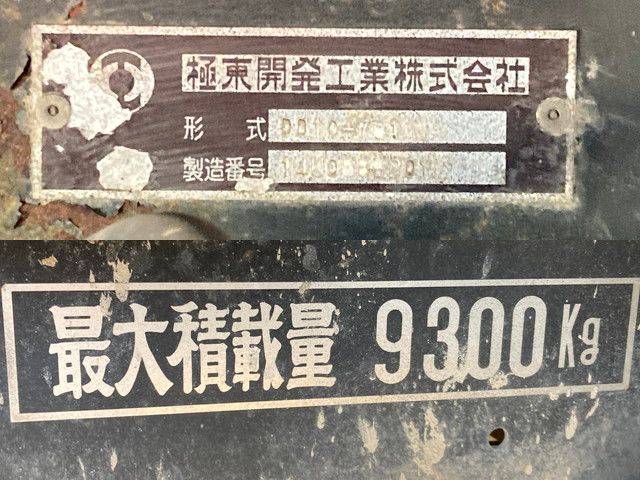 極東開発工業株式会社
形式 DD10-
製造番号
最大積載量 9300Kg